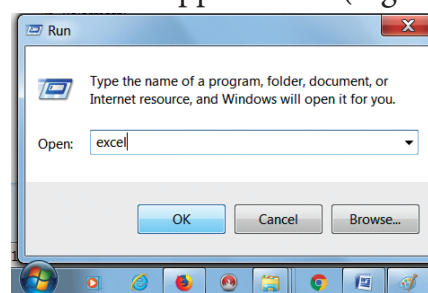 Run
Type the name of a program, folder, document, or
Internet resource, and Windows will open it for you.
Open: excel
OK Cancel Browse...